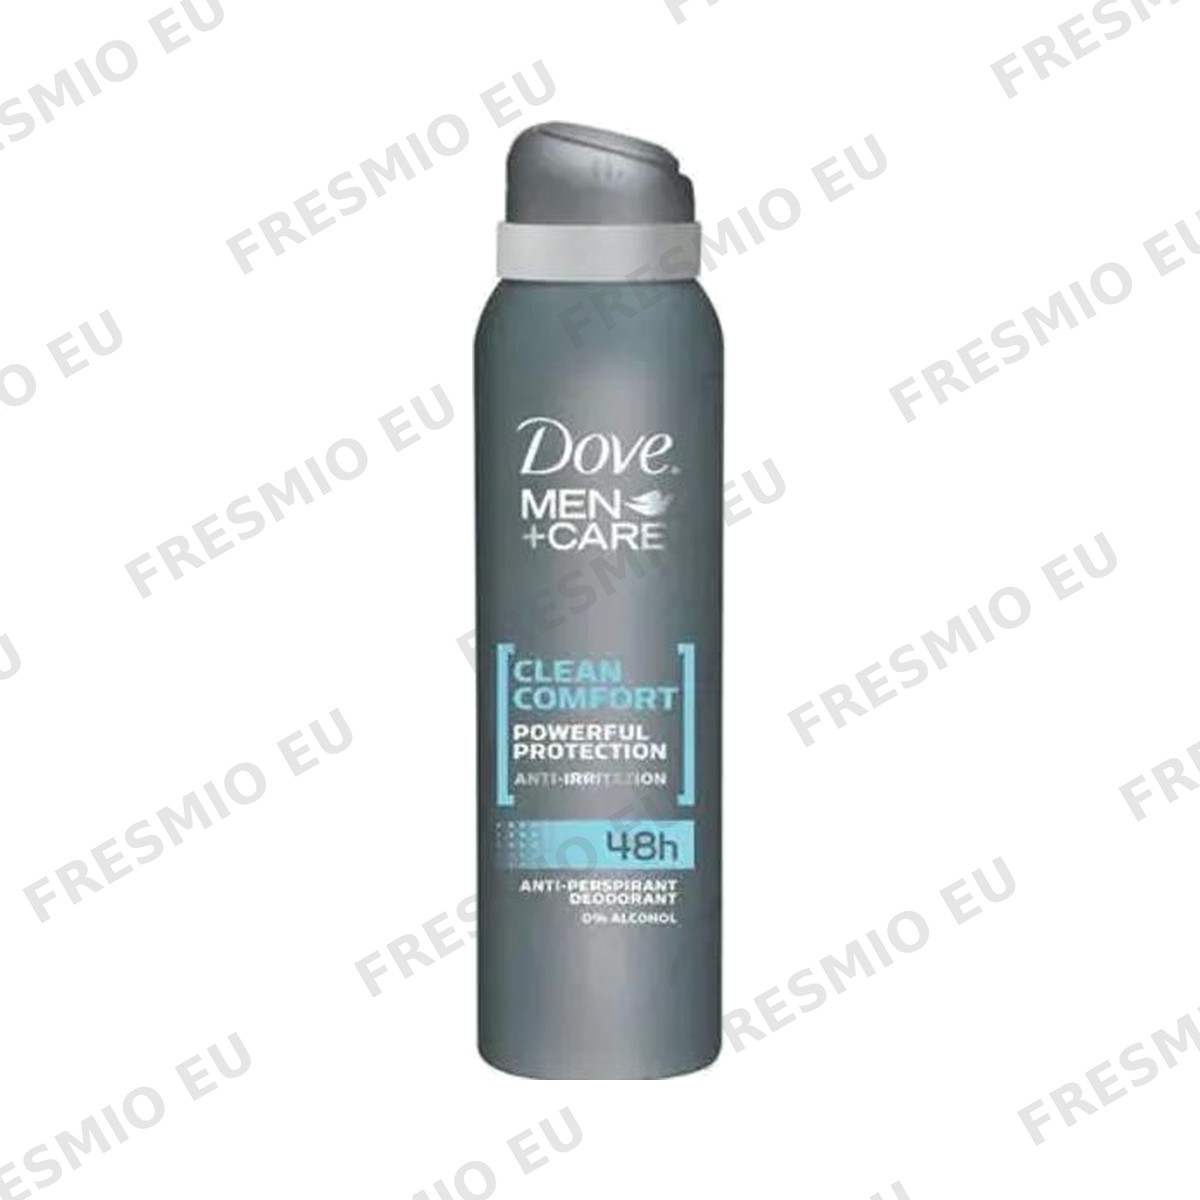 Dove
MEN
+CARE
CLEAN
COMFORT
POWERFUL
PROTECTION
ANTI-IRRITATION
48h
ANTI-PERSPIRANT
DEODORANT
0% ALCOHOL
FRESMIO EU